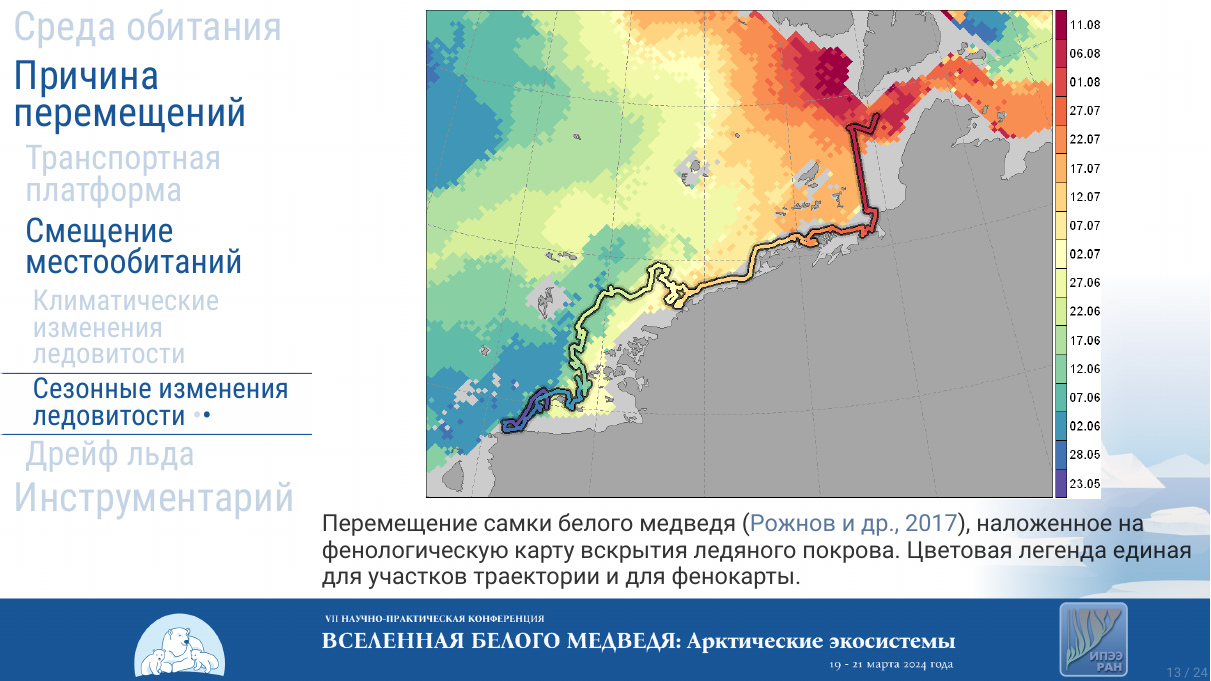 Среда обитания
Причина
перемещений
Транспортная
платформа
Смещение
местообитаний
Климатические
изменения
ледовитости
Сезонные изменения
ледовитости
Дрейф льда
Инструментарий
11.08
06.08
01.08
27.07
22.07
17.07
12.07
07.07
02.07
27.06
22.06
17.06
12.06
07.06
02.06
28.05
23.05
Перемещение самки белого медведя (Рожнов и др., 2017), наложенное на
фенологическую карту вскрытия ледяного покрова. Цветовая легенда единая
для участков траектории и для фенокарты.
VII НАУЧНО-ПРАКТИЧЕСКАЯ КОНФЕРЕНЦИЯ
ВСЕЛЕННАЯ БЕЛОГО МЕДВЕДЯ: Арктические экосистемы
19 - 21 марта 2024 года
ИПЭЭ
РАН
13 / 24